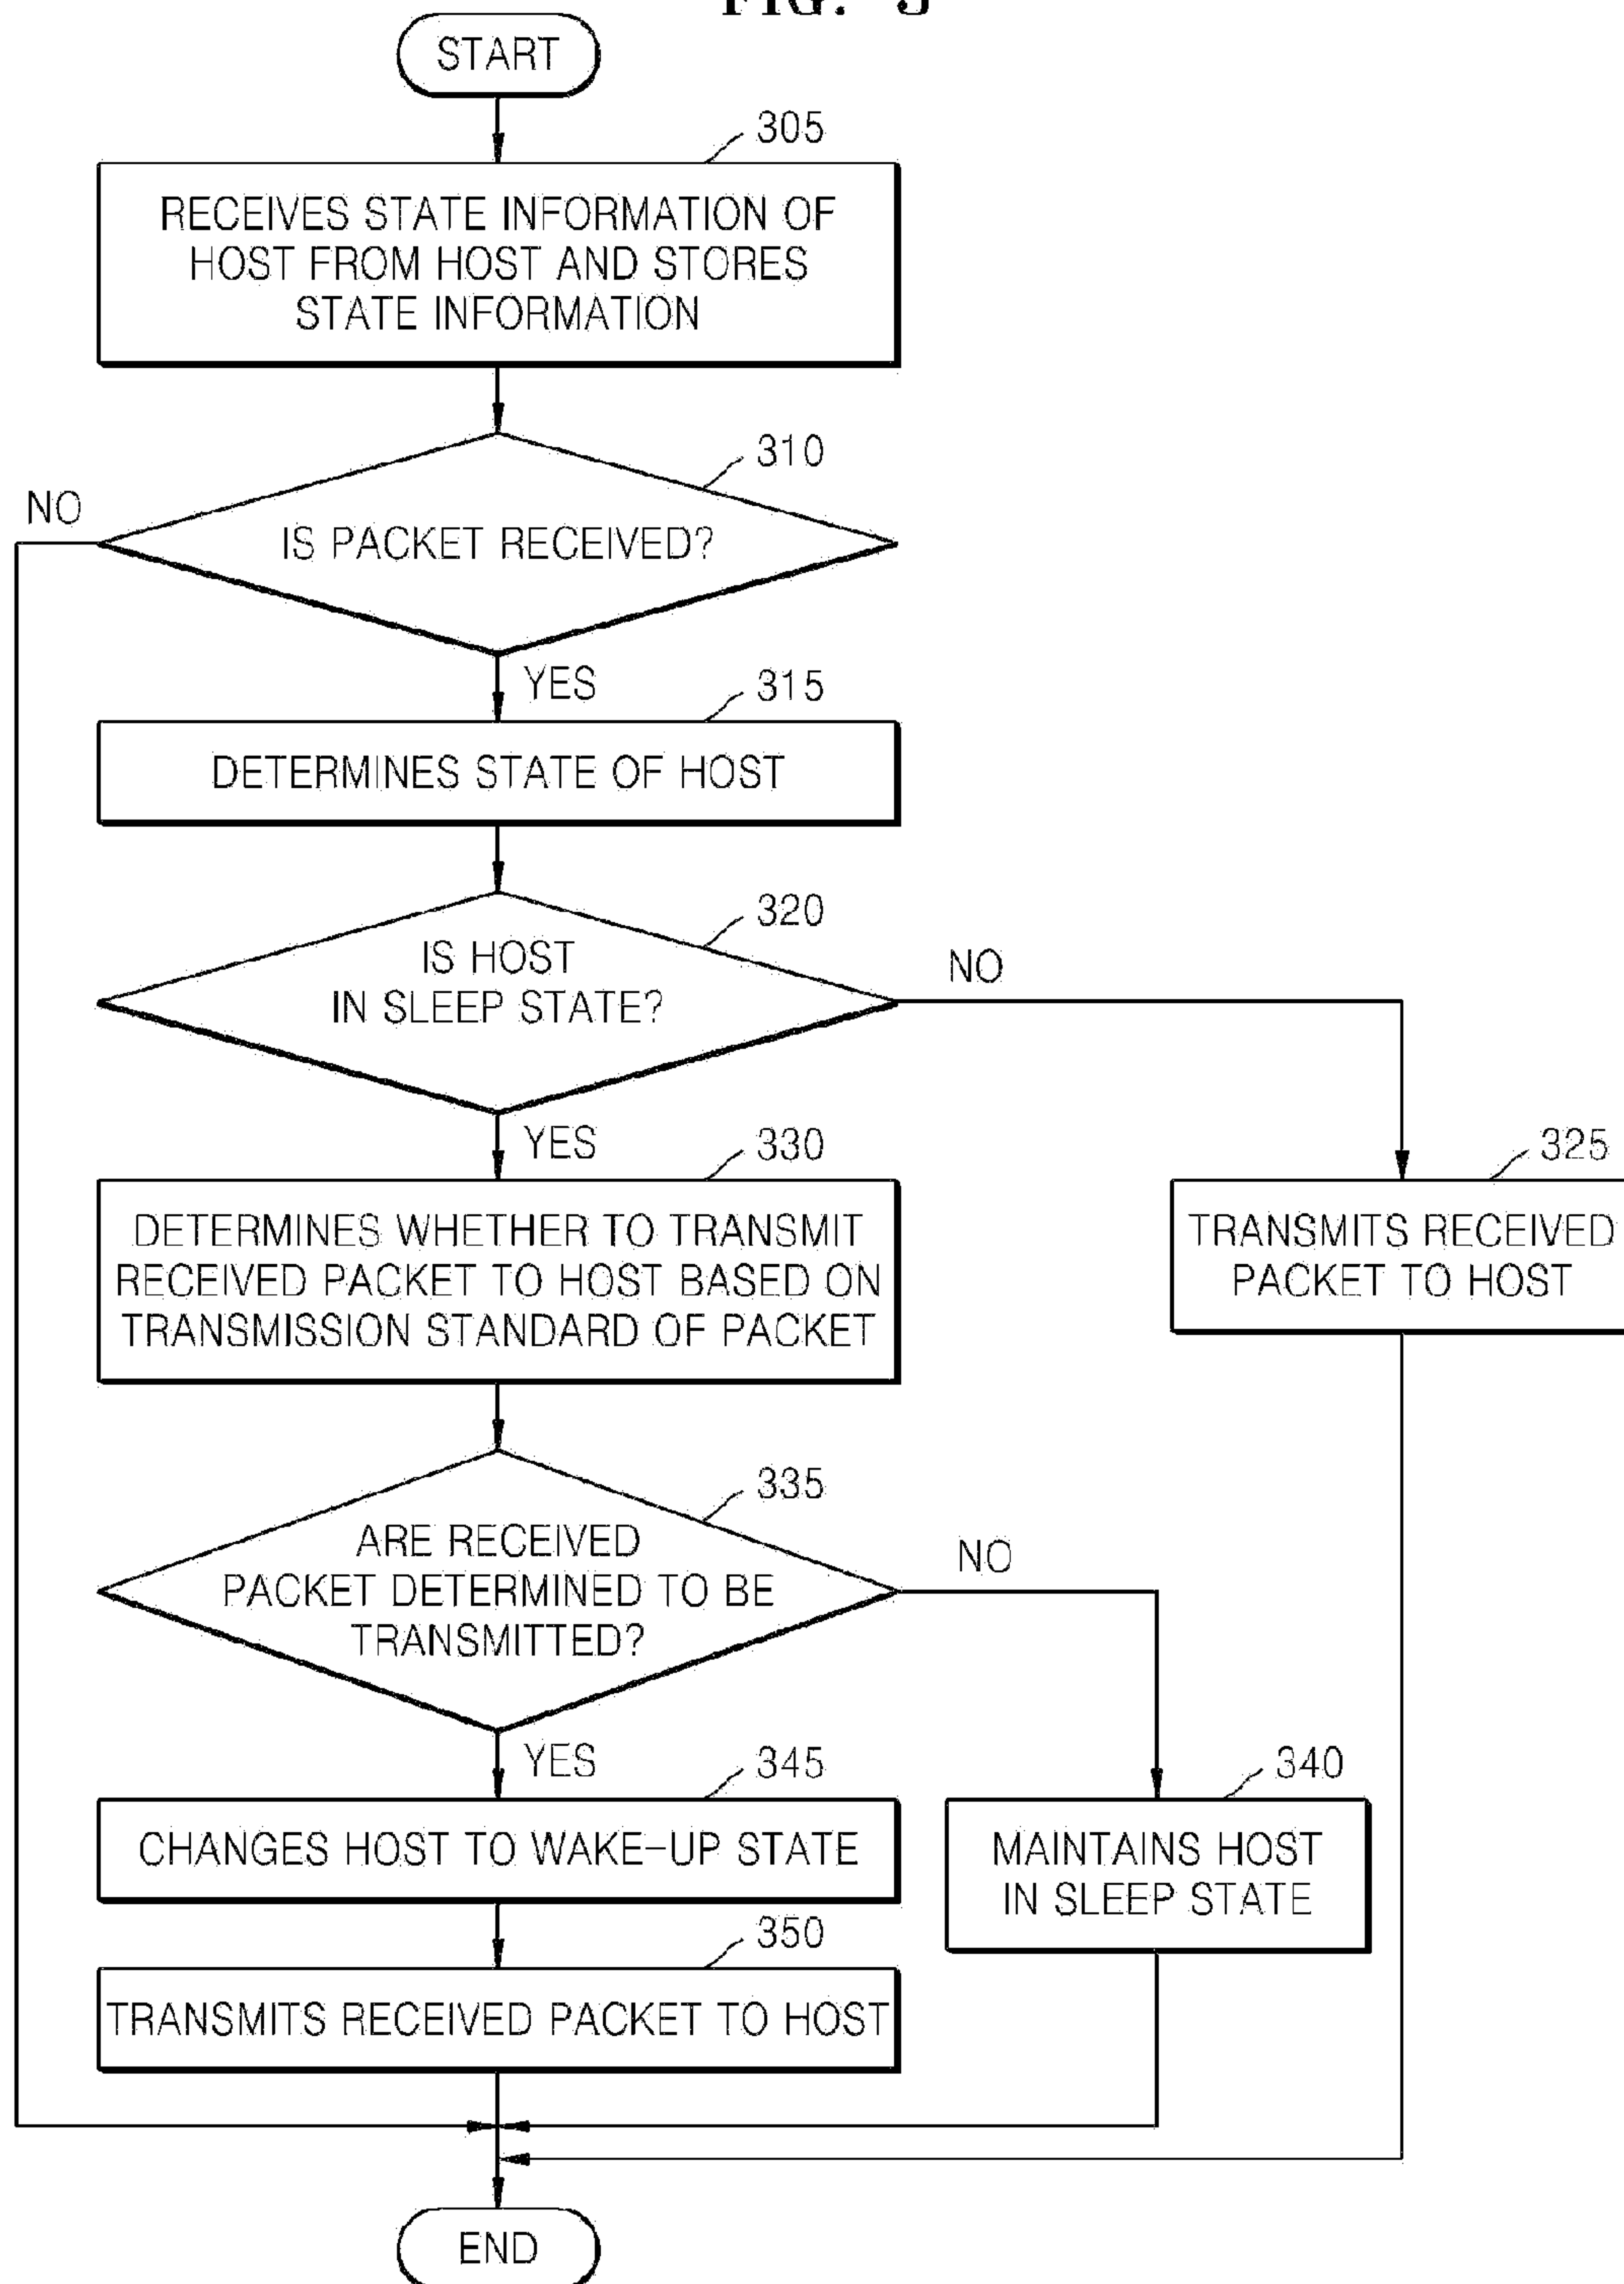 START
305
RECEIVES STATE INFORMATION OF
HOST FROM HOST AND STORES
STATE INFORMATION
310
NO
IS PACKET RECEIVED?
YES
315
DETERMINES STATE OF HOST
320
IS HOST
IN SLEEP STATE?
NO
YES
330
DETERMINES WHETHER TO TRANSMIT
RECEIVED PACKET TO HOST BASED ON
TRANSMISSION STANDARD OF PACKET
325
TRANSMITS RECEIVED
PACKET TO HOST
335
ARE RECEIVED
PACKET DETERMINED TO BE
TRANSMITTED?
NO
YES
345
CHANGES HOST TO WAKE-UP STATE
340
MAINTAINS HOST
IN SLEEP STATE
350
TRANSMITS RECEIVED PACKET TO HOST
END